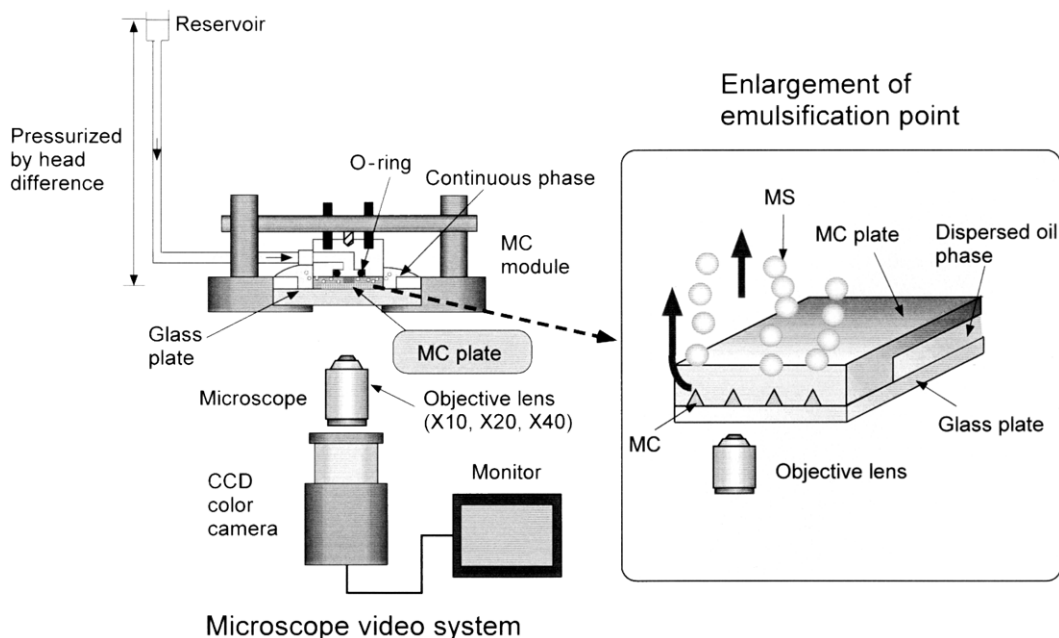 Reservoir
Pressurized
by head
difference
O-ring
Continuous phase
MC
module
Glass
plate
MC plate
Microscope
Objective lens
(X10, X20, X40)
CCD
color
camera
Monitor
Microscope video system
Enlargement of
emulsification point
MS
MC plate
Dispersed oil
phase
Glass plate
MC
Objective lens